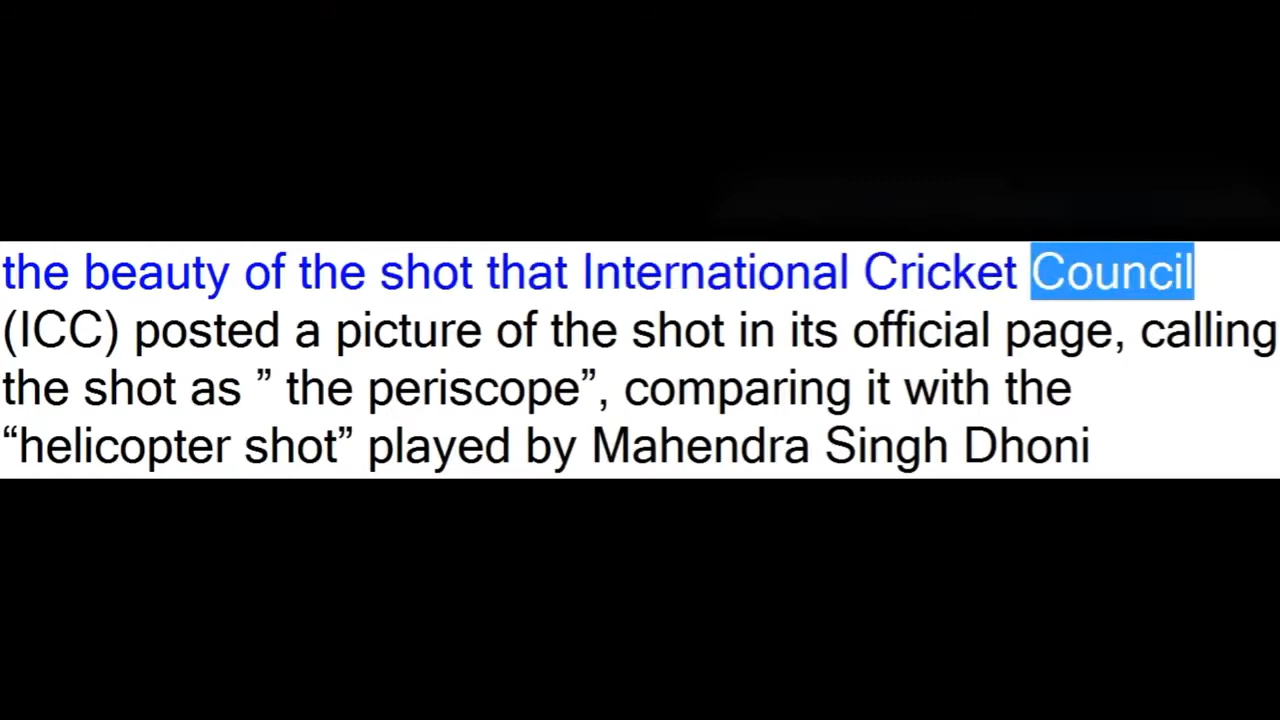 the beauty of the shot that International Cricket Council
(ICC) posted a picture of the shot in its official page, calling
the shot as ” the periscope”, comparing it with the
“helicopter shot” played by Mahendra Singh Dhoni